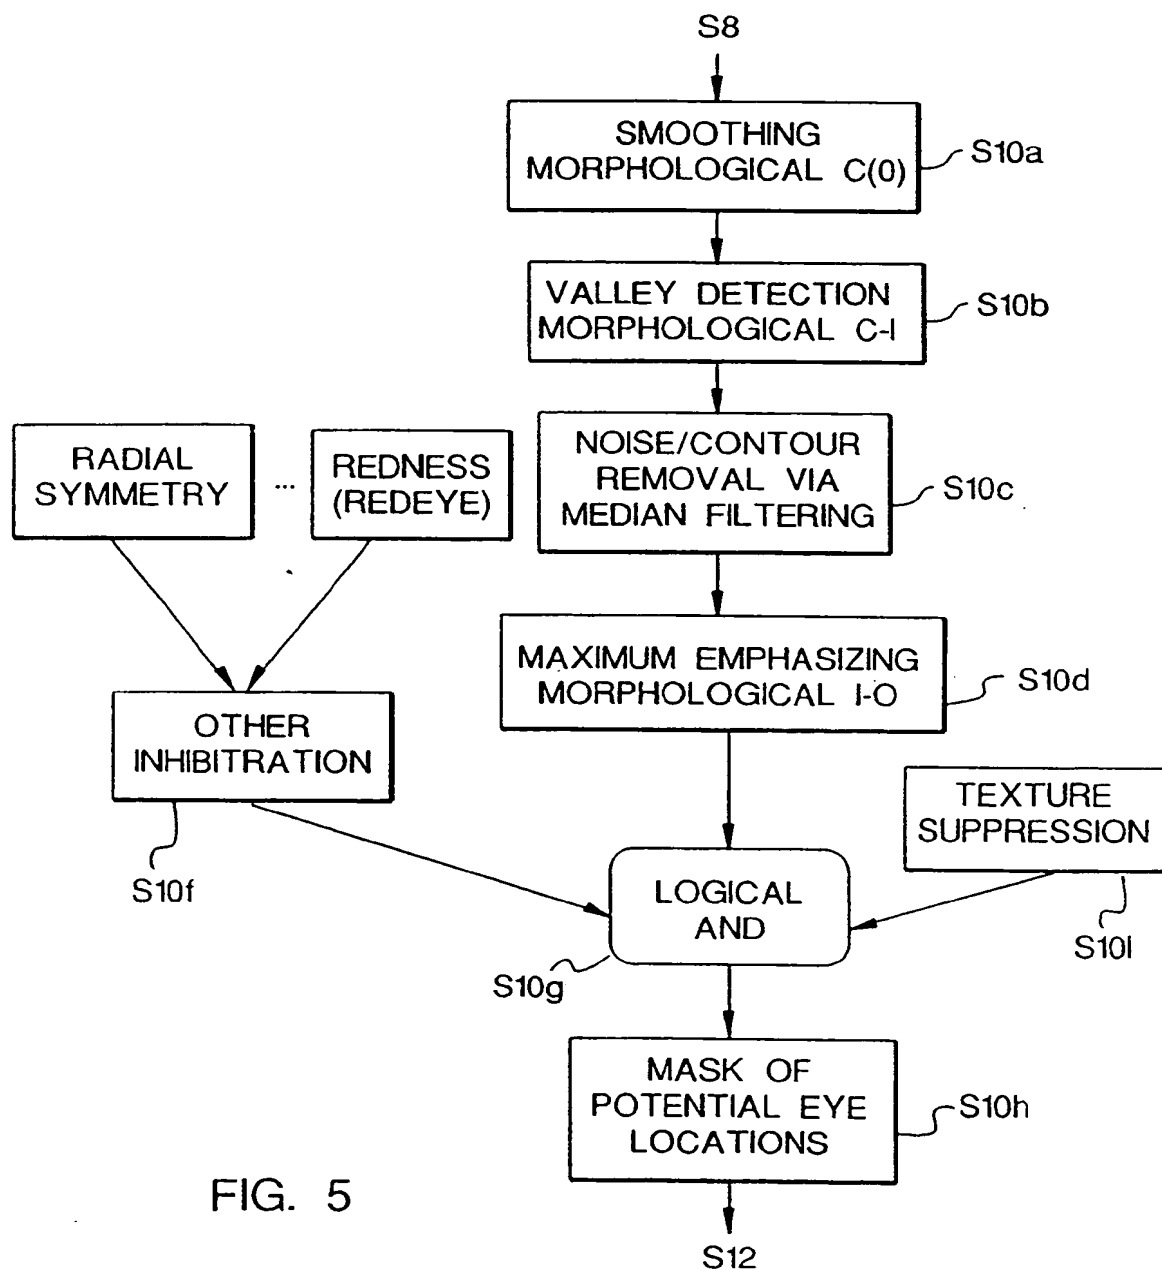 S8
SMOOTHING
MORPHOLOGICAL C(O)
S10a
VALLEY DETECTION
MORPHOLOGICAL C-I
S10b
RADIAL
SYMMETRY
...
REDNESS
(REDEYE)
NOISE/CONTOUR
REMOVAL VIA
MEDIAN FILTERING
S10c
MAXIMUM EMPHASIZING
MORPHOLOGICAL I-O
S10d
OTHER
INHIBITRATION
S10f
TEXTURE
SUPPRESSION
S10I
LOGICAL
AND
S10g
MASK OF
POTENTIAL EYE
LOCATIONS
S10h
FIG. 5
S12